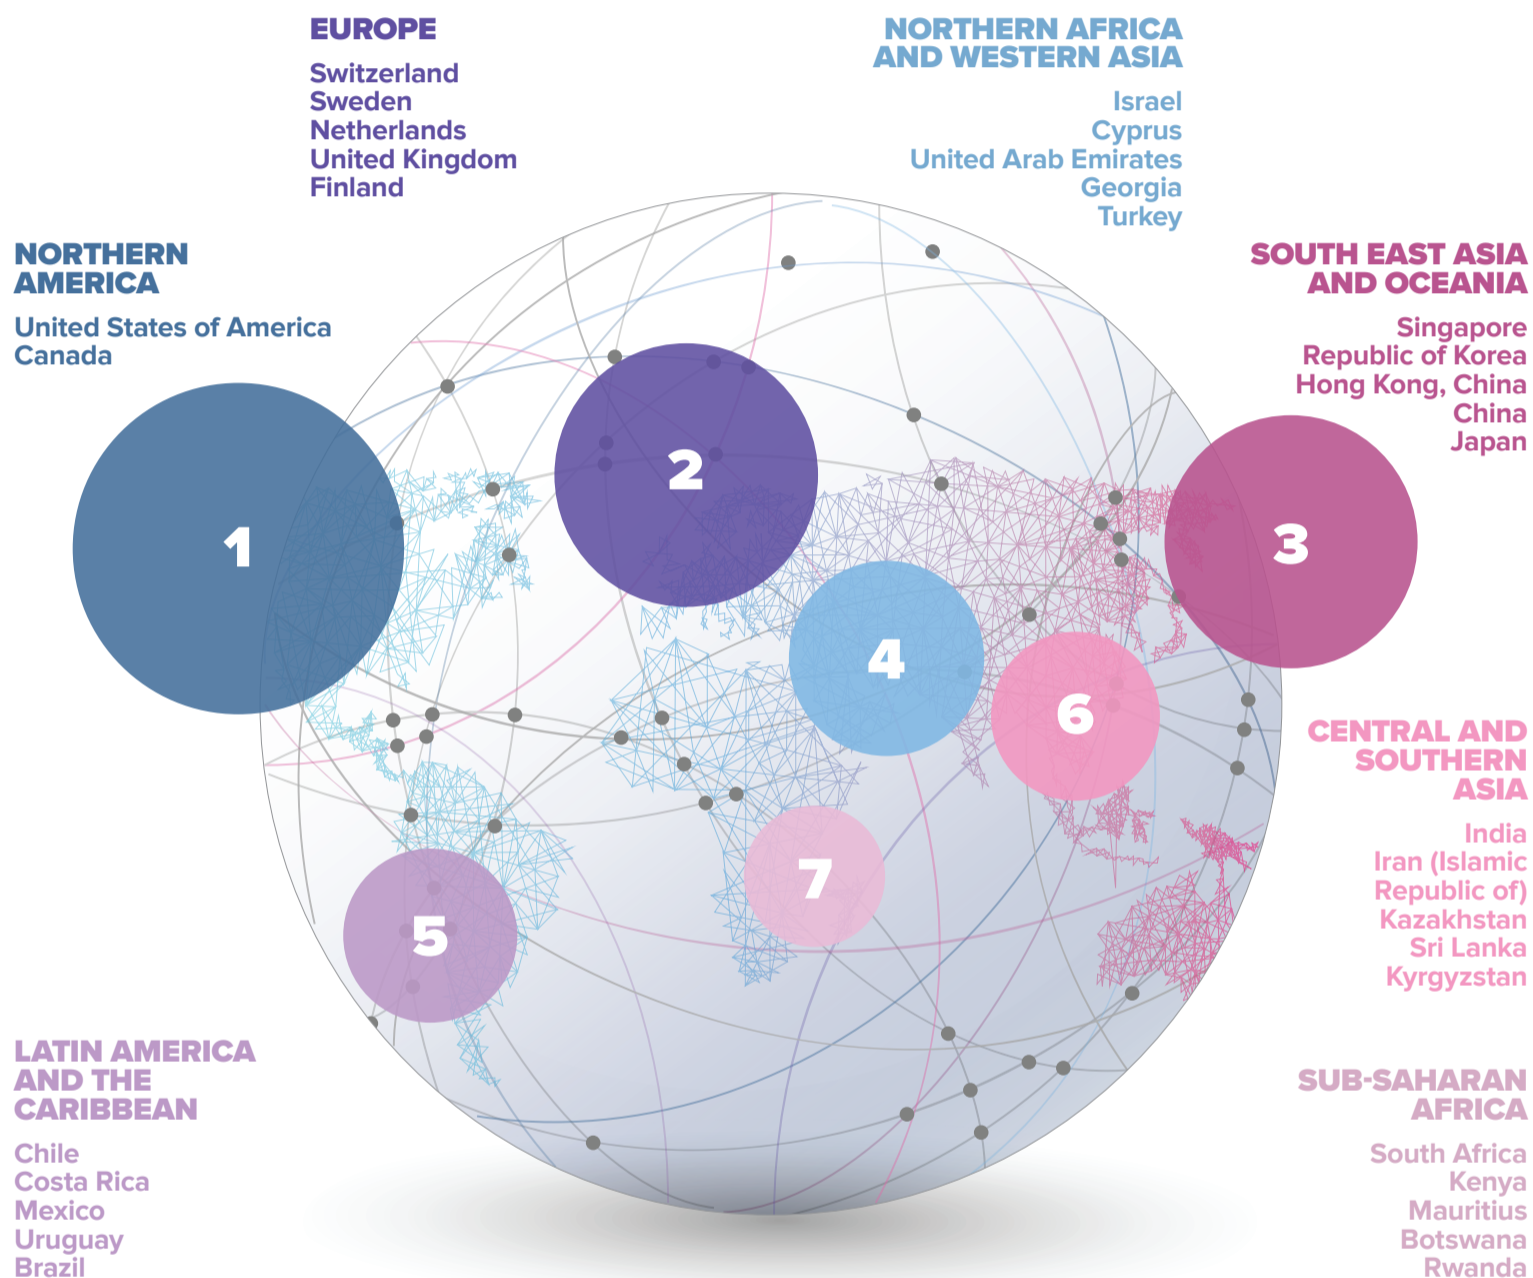 EUROPE
Switzerland
Sweden
Netherlands
United Kingdom
Finland
NORTHERN AFRICA
AND WESTERN ASIA
Israel
Cyprus
United Arab Emirates
Georgia
Turkey
NORTHERN
AMERICA
United States of America
Canada
SOUTH EAST ASIA
AND OCEANIA
Singapore
Republic of Korea
Hong Kong, China
China
Japan
1
2
3
4
5
6
7
CENTRAL AND
SOUTHERN
ASIA
India
Iran (Islamic
Republic of)
Kazakhstan
Sri Lanka
Kyrgyzstan
LATIN AMERICA
AND THE
CARIBBEAN
Chile
Costa Rica
Mexico
Uruguay
Brazil
SUB-SAHARAN
AFRICA
South Africa
Kenya
Mauritius
Botswana
Rwanda